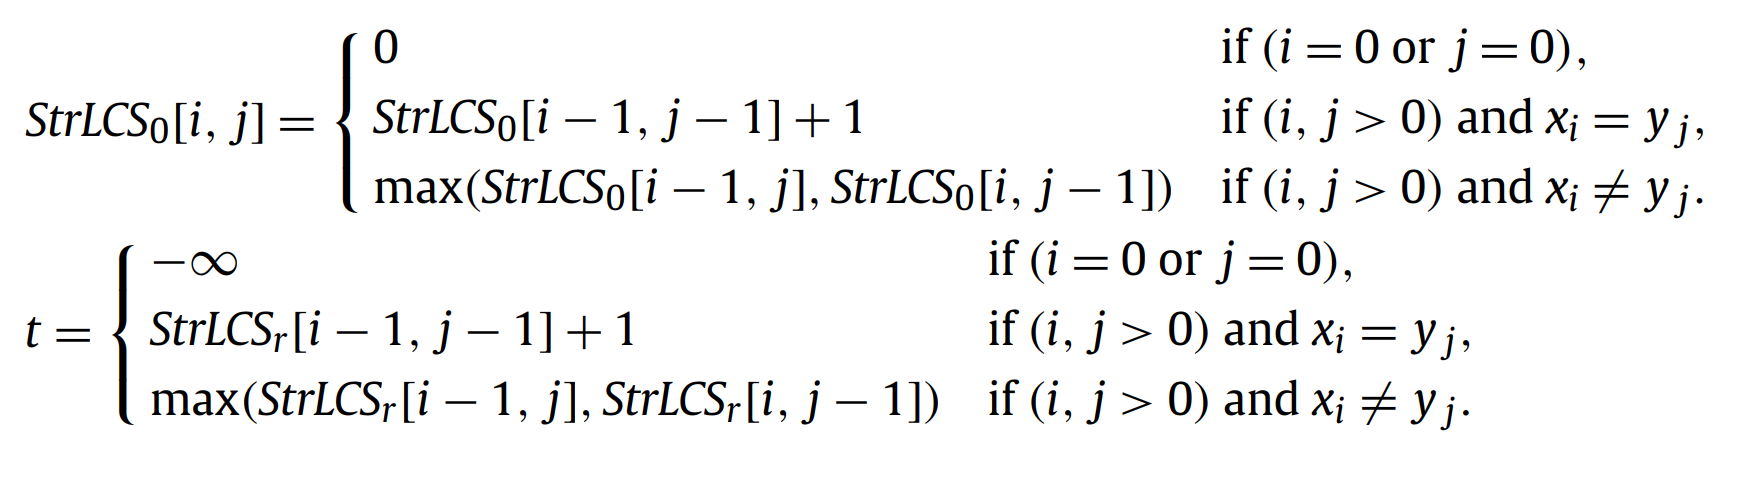 StrLCS₀[i, j] = { 0 if (i = 0 or j = 0),
StrLCS₀[i − 1, j − 1] + 1 if (i, j > 0) and xᵢ = yⱼ,
max(StrLCS₀[i − 1, j], StrLCS₀[i, j − 1]) if (i, j > 0) and xᵢ ≠ yⱼ.
t = { −∞ if (i = 0 or j = 0),
StrLCSᵣ[i − 1, j − 1] + 1 if (i, j > 0) and xᵢ = yⱼ,
max(StrLCSᵣ[i − 1, j], StrLCSᵣ[i, j − 1]) if (i, j > 0) and xᵢ ≠ yⱼ.